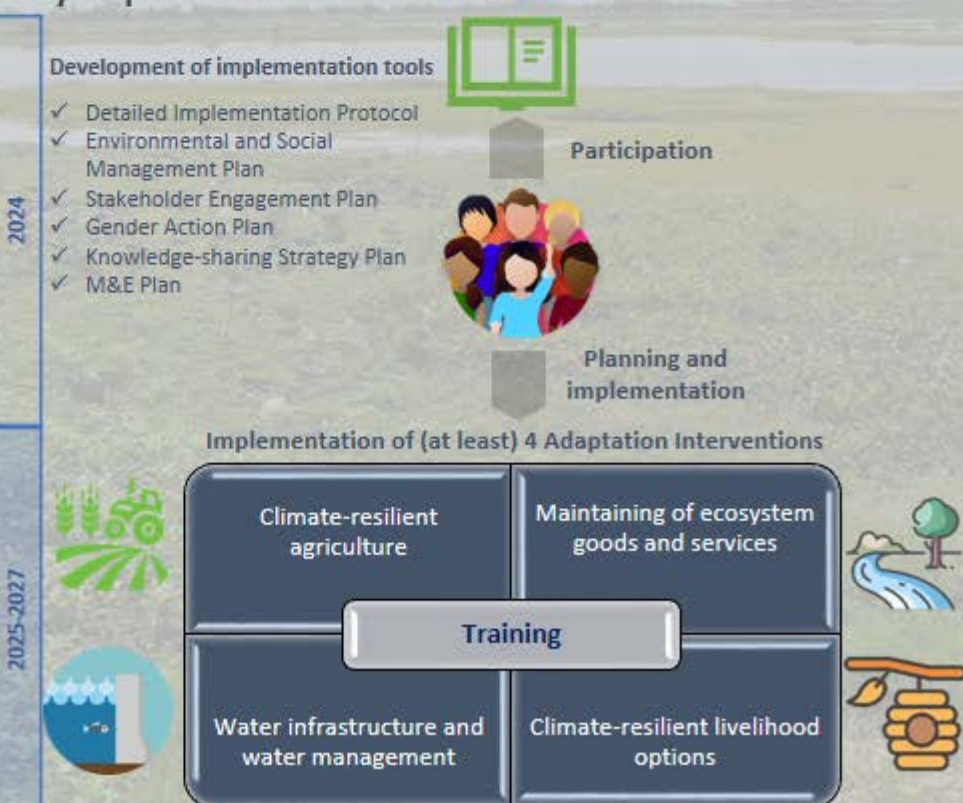 Development of implementation tools
✓ Detailed Implementation Protocol
✓ Environmental and Social
Management Plan
✓ Stakeholder Engagement Plan
✓ Gender Action Plan
✓ Knowledge-sharing Strategy Plan
✓ M&E Plan
2024
Participation
Planning and
implementation
Implementation of (at least) 4 Adaptation Interventions
2025-2027
Climate-resilient
agriculture
Maintaining of ecosystem
goods and services
Training
Water infrastructure and
water management
Climate-resilient livelihood
options